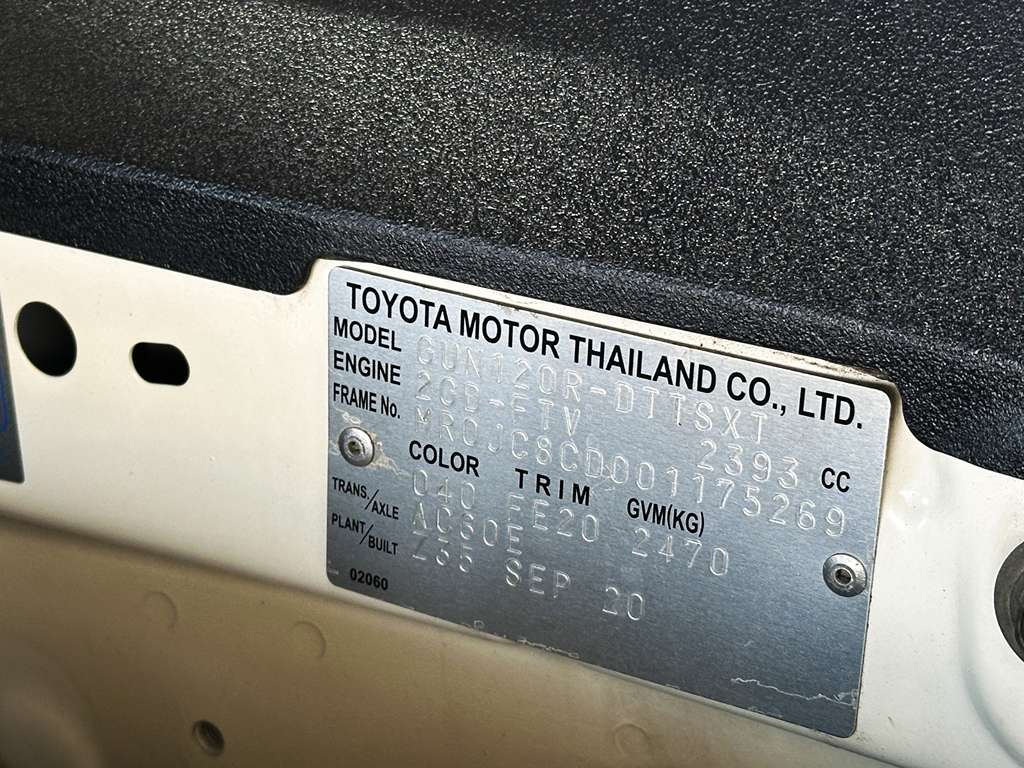 TOYOTA MOTOR THAILAND CO., LTD.
MODEL GUN120R-DTTSXT
ENGINE 2GD-FTV 2393 CC
FRAME No. MR0JC8CD001175269
COLOR TRIM GVM(KG)
040 FE20 2470
TRANS./AXLE AC60E
PLANT/BUILT Z35 SEP 20
02060